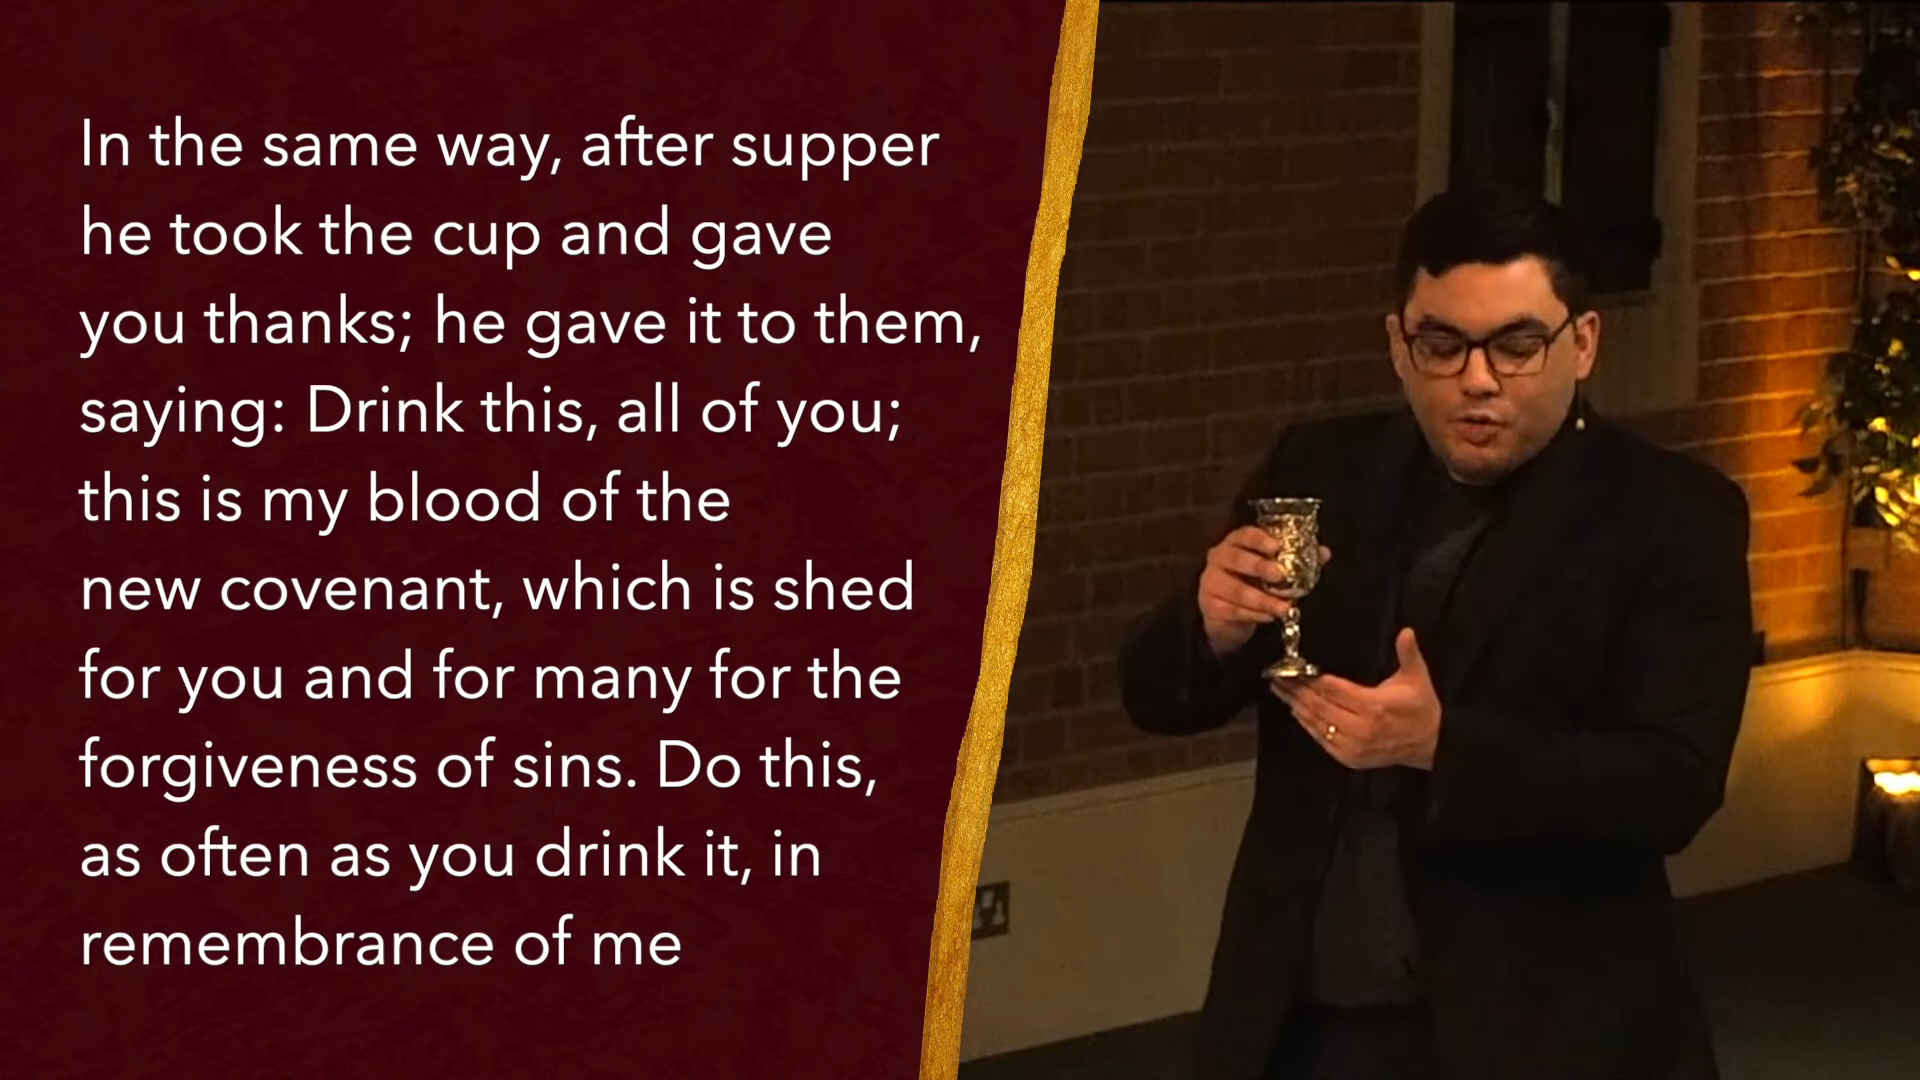 In the same way, after supper
he took the cup and gave
you thanks; he gave it to them,
saying: Drink this, all of you;
this is my blood of the
new covenant, which is shed
for you and for many for the
forgiveness of sins. Do this,
as often as you drink it, in
remembrance of me